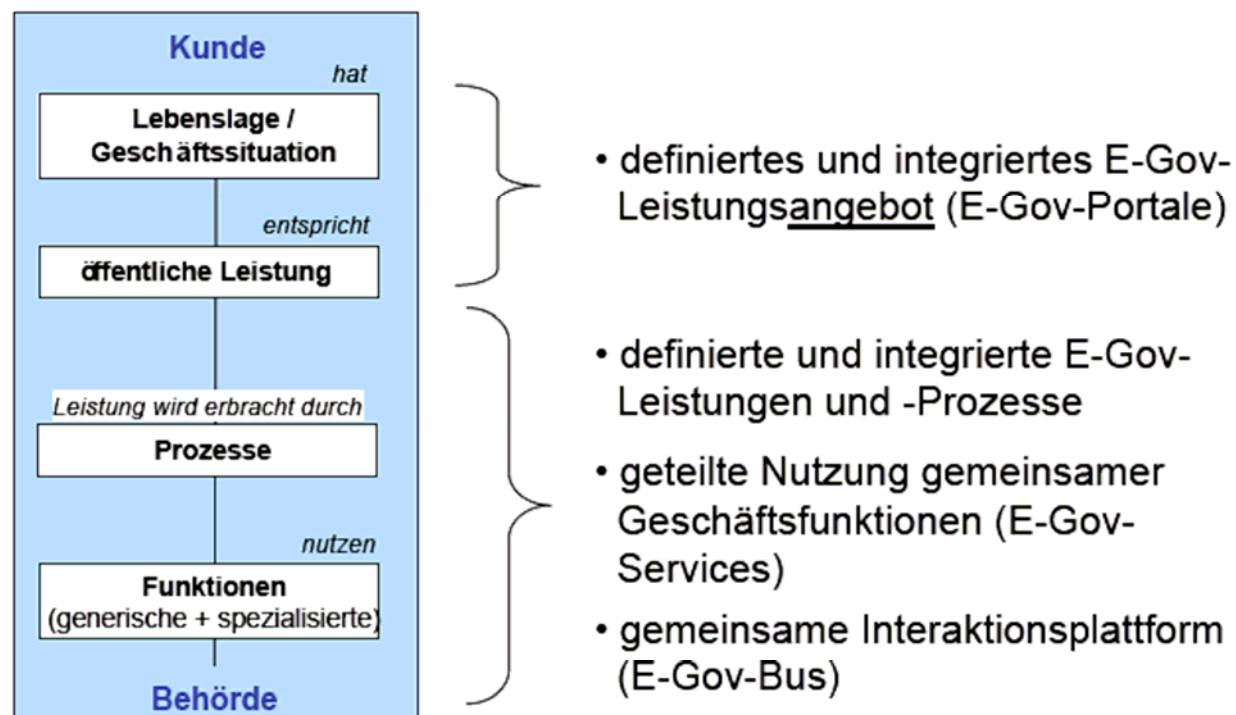 Kunde
hat
Lebenslage /
Geschäftssituation
entspricht
öffentliche Leistung
Leistung wird erbracht durch
Prozesse
nutzen
Funktionen
(generische + spezialisierte)
Behörde
• definiertes und integriertes E-Gov-
Leistungsangebot (E-Gov-Portale)
• definierte und integrierte E-Gov-
Leistungen und -Prozesse
• geteilte Nutzung gemeinsamer
Geschäftsfunktionen (E-Gov-
Services)
• gemeinsame Interaktionsplattform
(E-Gov-Bus)